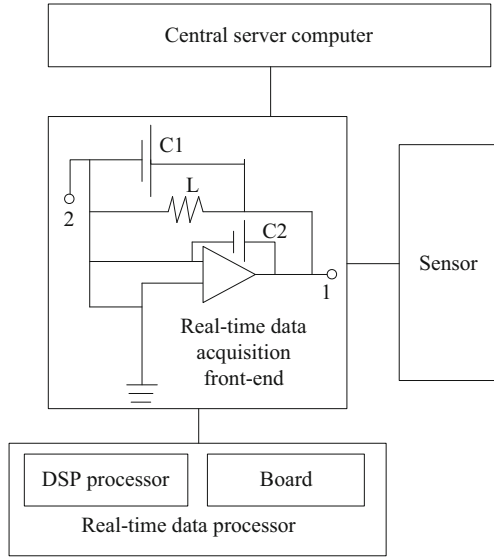 Central server computer
C1
L
2
C2
1
Sensor
Real-time data
acquisition
front-end
DSP processor
Board
Real-time data processor